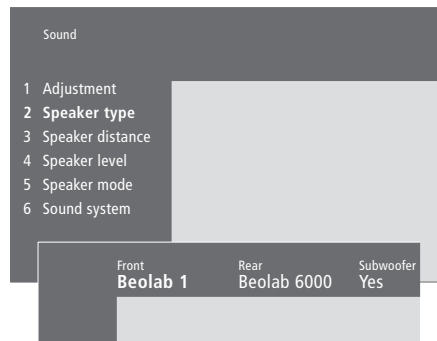 Sound
1 Adjustment
2 Speaker type
3 Speaker distance
4 Speaker level
5 Speaker mode
6 Sound system
Front Rear Subwoofer
Beolab 1 Beolab 6000 Yes